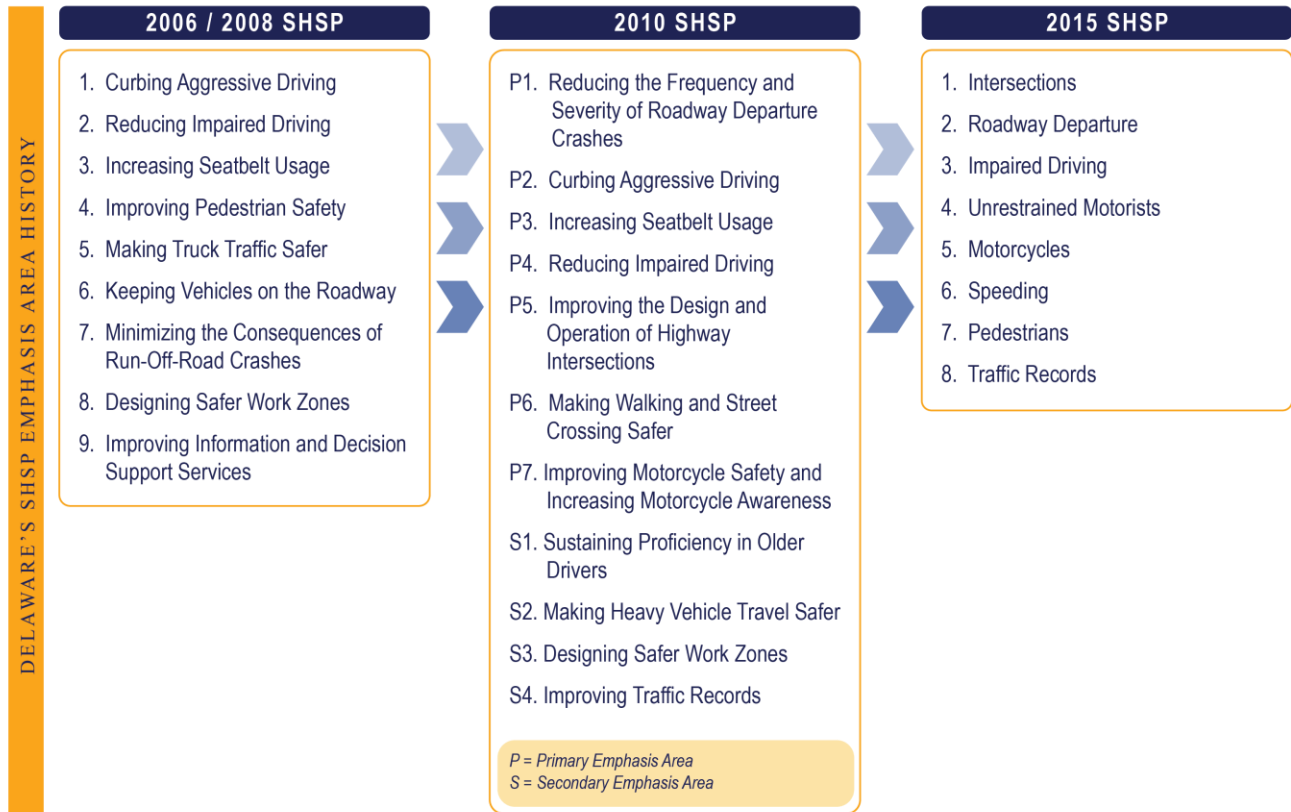 DELAWARE'S SHSP EMPHASIS AREA HISTORY
2006 / 2008 SHSP
1. Curbing Aggressive Driving
2. Reducing Impaired Driving
3. Increasing Seatbelt Usage
4. Improving Pedestrian Safety
5. Making Truck Traffic Safer
6. Keeping Vehicles on the Roadway
7. Minimizing the Consequences of
Run-Off-Road Crashes
8. Designing Safer Work Zones
9. Improving Information and Decision
Support Services
2010 SHSP
P1. Reducing the Frequency and
Severity of Roadway Departure
Crashes
P2. Curbing Aggressive Driving
P3. Increasing Seatbelt Usage
P4. Reducing Impaired Driving
P5. Improving the Design and
Operation of Highway
Intersections
P6. Making Walking and Street
Crossing Safer
P7. Improving Motorcycle Safety and
Increasing Motorcycle Awareness
S1. Sustaining Proficiency in Older
Drivers
S2. Making Heavy Vehicle Travel Safer
S3. Designing Safer Work Zones
S4. Improving Traffic Records
P = Primary Emphasis Area
S = Secondary Emphasis Area
2015 SHSP
1. Intersections
2. Roadway Departure
3. Impaired Driving
4. Unrestrained Motorists
5. Motorcycles
6. Speeding
7. Pedestrians
8. Traffic Records